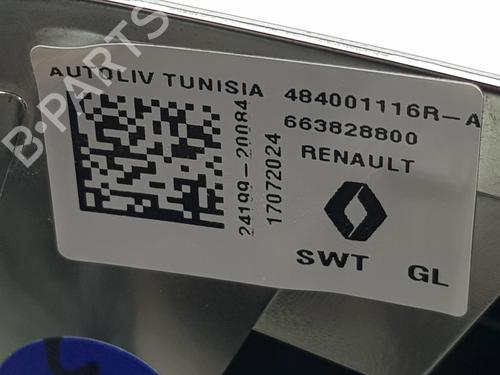 AUTOLIV TUNISIA 484001116R-A
663828800
RENAULT
24199-20084
17072024
SWT GL
B-PARTS